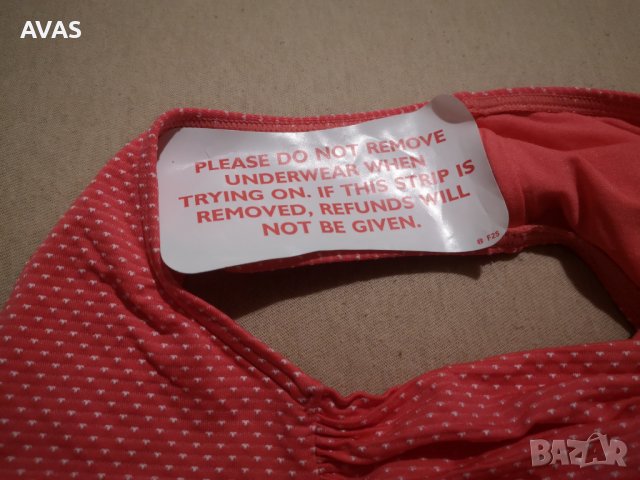 AVAS
PLEASE DO NOT REMOVE
UNDERWEAR WHEN
TRYING ON. IF THIS STRIP IS
REMOVED, REFUNDS WILL
NOT BE GIVEN.
B F25
BAZAR